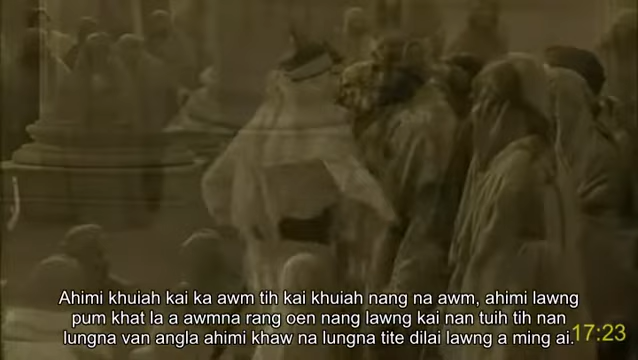 Ahimi khuiah kai ka awm tih kai khuiah nang na awm, ahimi lawng
pum khat la a awmna rang oen nang lawng kai nan tuih tih nan
lungna van angla ahimi khaw na lungna tite dilai lawng a ming ai.
17:23